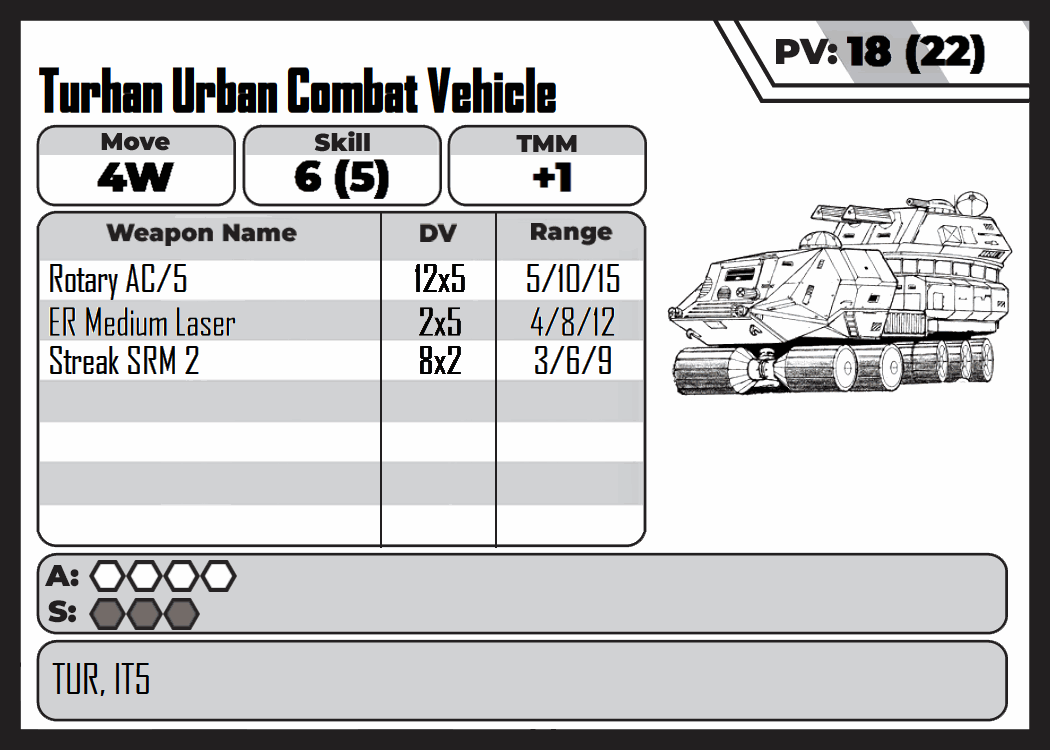 PV: 18 (22)
Turhan Urban Combat Vehicle
Move Skill TMM
4W 6 (5) +1
Weapon Name DV Range
Rotary AC/5 12x5 5/10/15
ER Medium Laser 2x5 4/8/12
Streak SRM 2 8x2 3/6/9
A:
S:
TUR, IT5